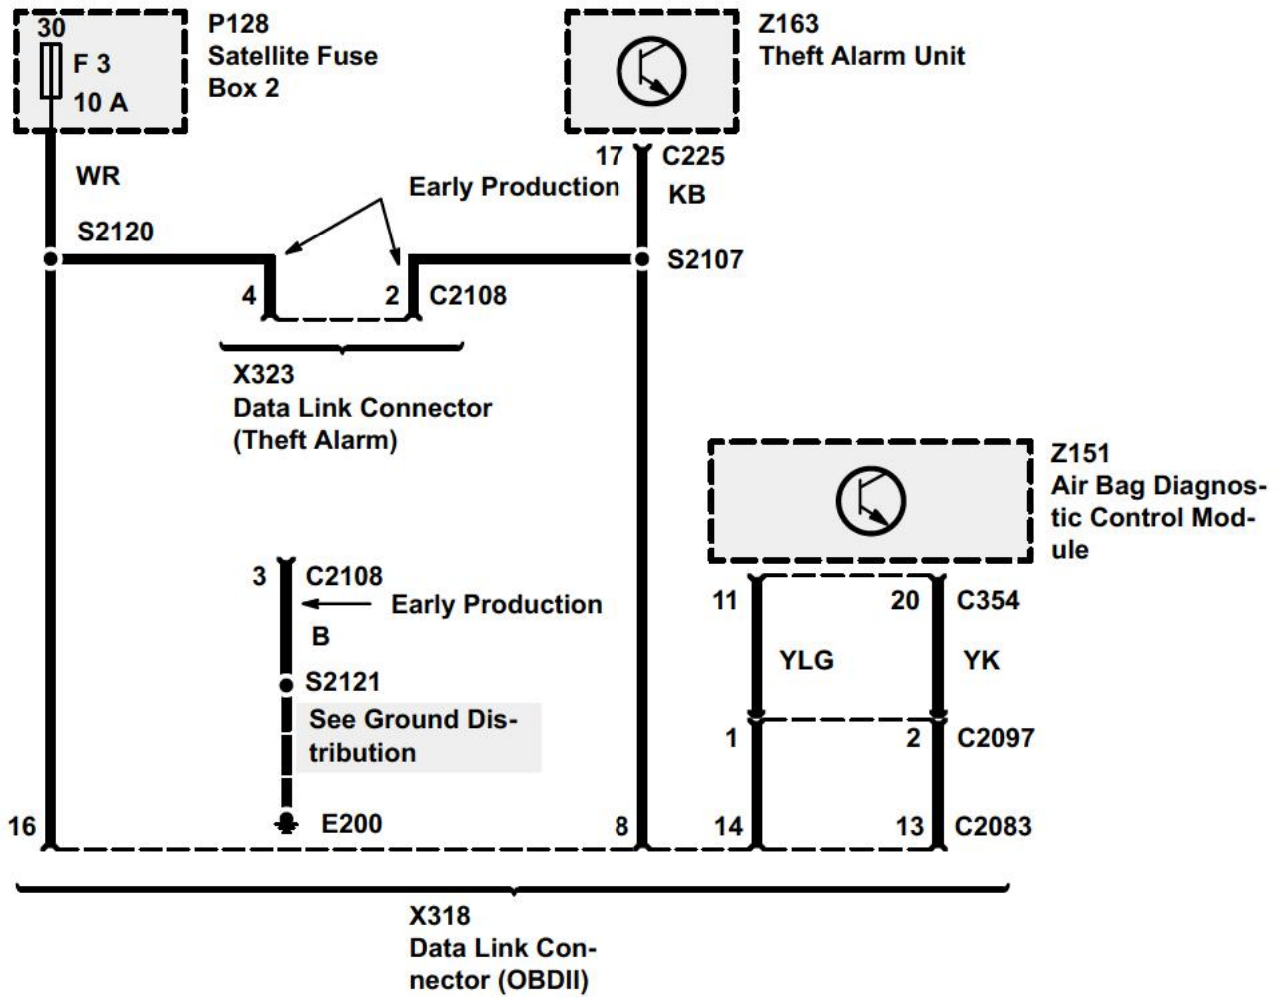 30
F 3
10 A
P128
Satellite Fuse
Box 2
Z163
Theft Alarm Unit
WR
17
C225
Early Production
KB
S2120
S2107
4
2
C2108
X323
Data Link Connector
(Theft Alarm)
Z151
Air Bag Diagnos-
tic Control Mod-
ule
3
C2108
Early Production
B
11
20
C354
YLG
YK
S2121
See Ground Dis-
tribution
1
2
C2097
16
E200
8
14
13
C2083
X318
Data Link Con-
nector (OBDII)